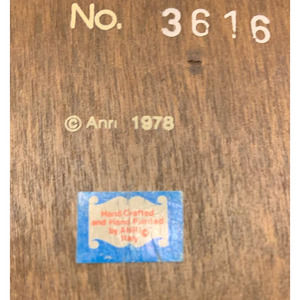 No. 3616
© Anri 1978
Hand Crafted
and Hand Painted
by ANRI ©
Italy